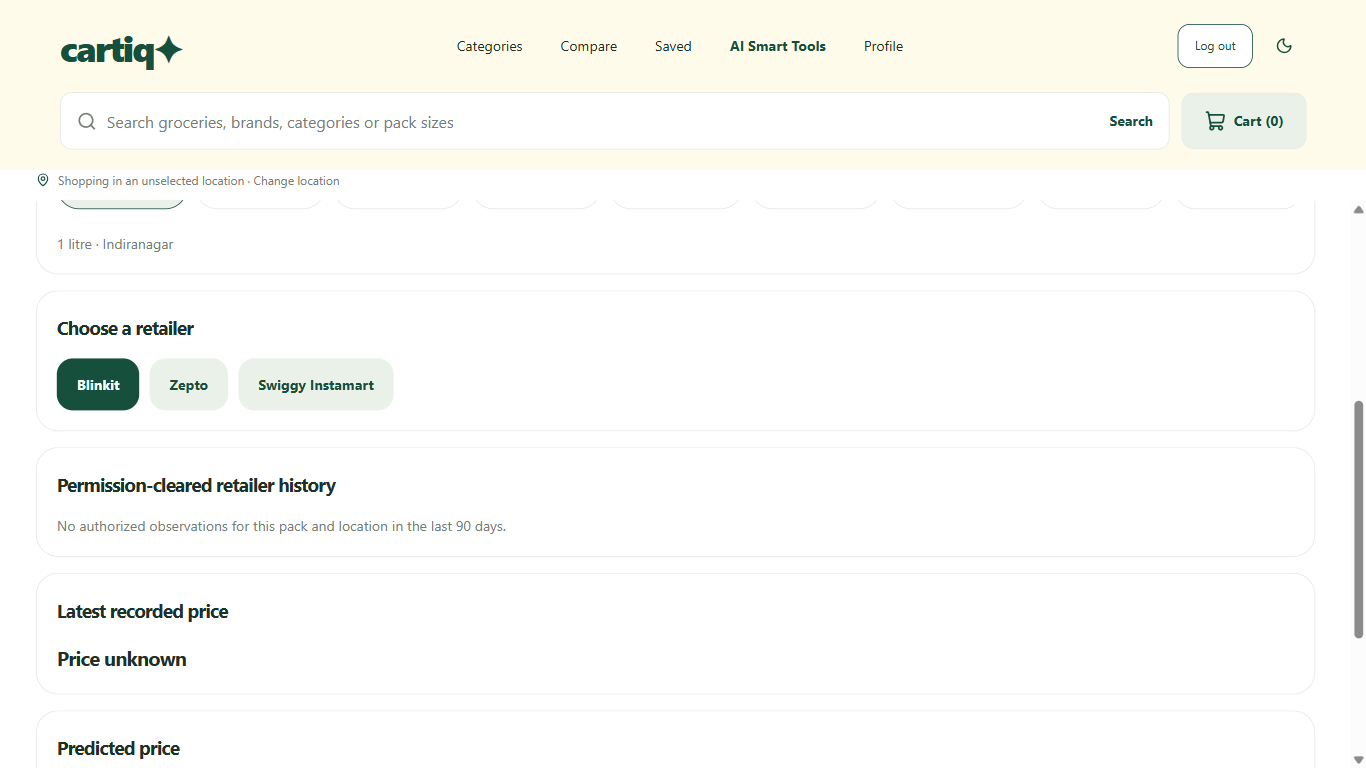 cartiq
Categories
Compare
Saved
AI Smart Tools
Profile
Log out
Search groceries, brands, categories or pack sizes
Search
Cart (0)
Shopping in an unselected location · Change location
1 litre · Indiranagar
Choose a retailer
Blinkit
Zepto
Swiggy Instamart
Permission-cleared retailer history
No authorized observations for this pack and location in the last 90 days.
Latest recorded price
Price unknown
Predicted price